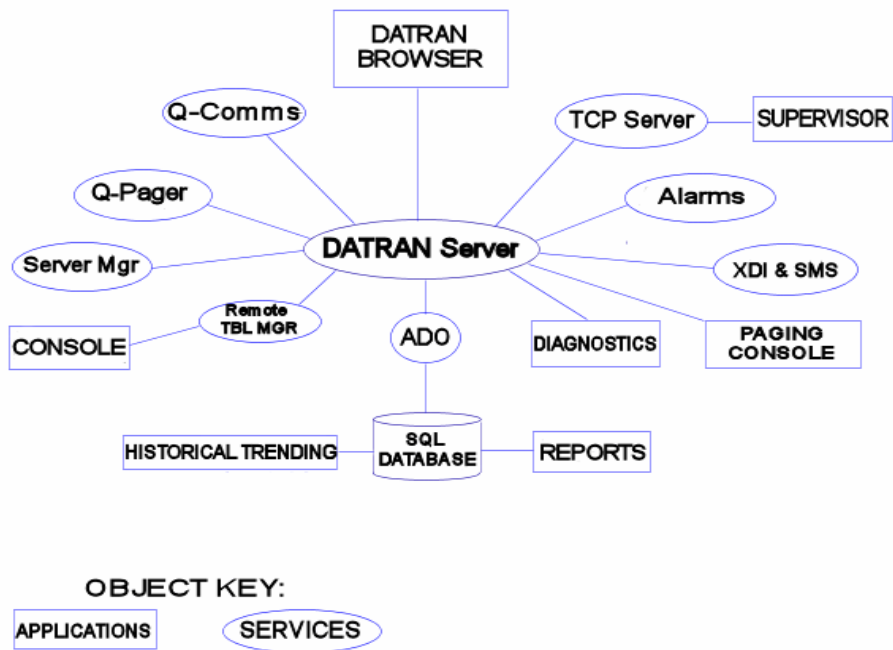 DATRAN
BROWSER
Q-Comms
TCP Server
SUPERVISOR
Q-Pager
Alarms
DATRAN Server
Server Mgr
XDI & SMS
Remote
TBL MGR
CONSOLE
ADO
DIAGNOSTICS
PAGING
CONSOLE
HISTORICAL TRENDING
SQL
DATABASE
REPORTS
OBJECT KEY:
APPLICATIONS
SERVICES